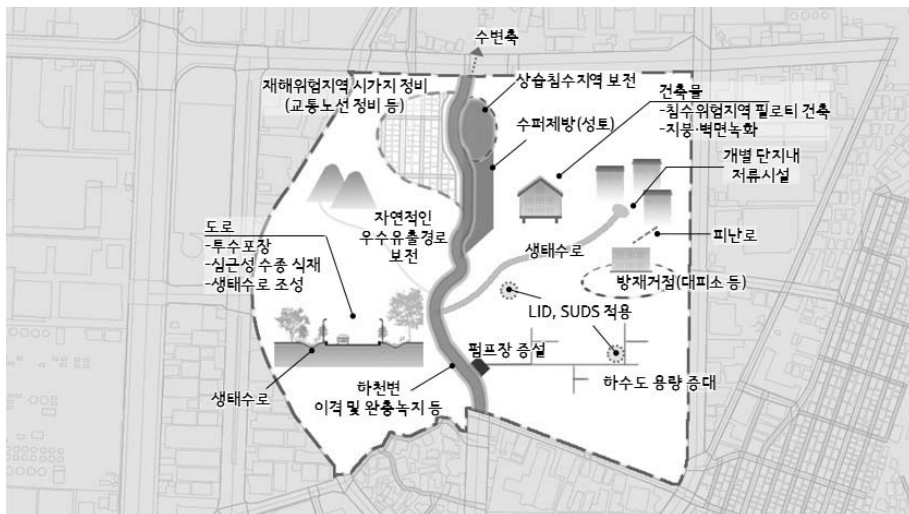 수변축
재해위험지역 시가지 정비
(교통노선 정비 등)
상습침수지역 보전
건축물
-침수위험지역 필로티 건축
-지붕·벽면녹화
수퍼제방(성토)
개별 단지내
저류시설
자연적인
우수유출경로
보전
도로
-투수포장
-심근성 수종 식재
-생태수로 조성
생태수로
피난로
방재거점(대피소 등)
LID, SUDS 적용
펌프장 증설
생태수로
하천변
이격 및 완충녹지 등
하수도 용량 증대